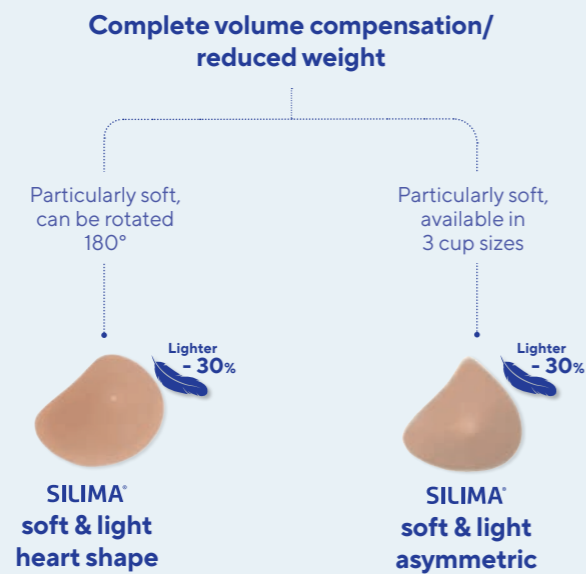 Complete volume compensation/
reduced weight
Particularly soft,
can be rotated
180°
Particularly soft,
available in
3 cup sizes
Lighter
- 30%
Lighter
- 30%
SILIMA®
soft & light
heart shape
SILIMA®
soft & light
asymmetric